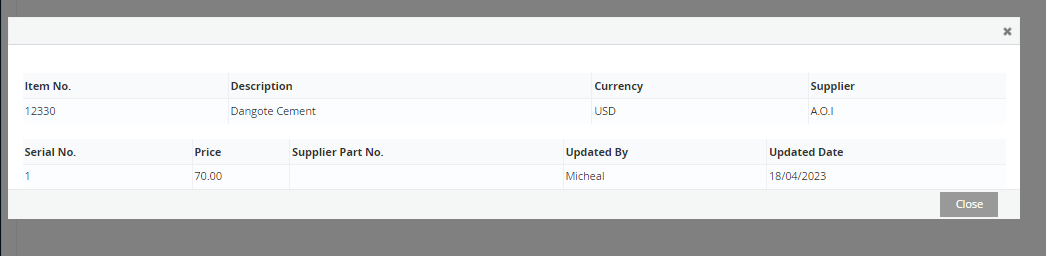 ✖
Item No. Description Currency Supplier
12330 Dangote Cement USD A.O.I
Serial No. Price Supplier Part No. Updated By Updated Date
1 70.00 Micheal 18/04/2023
Close